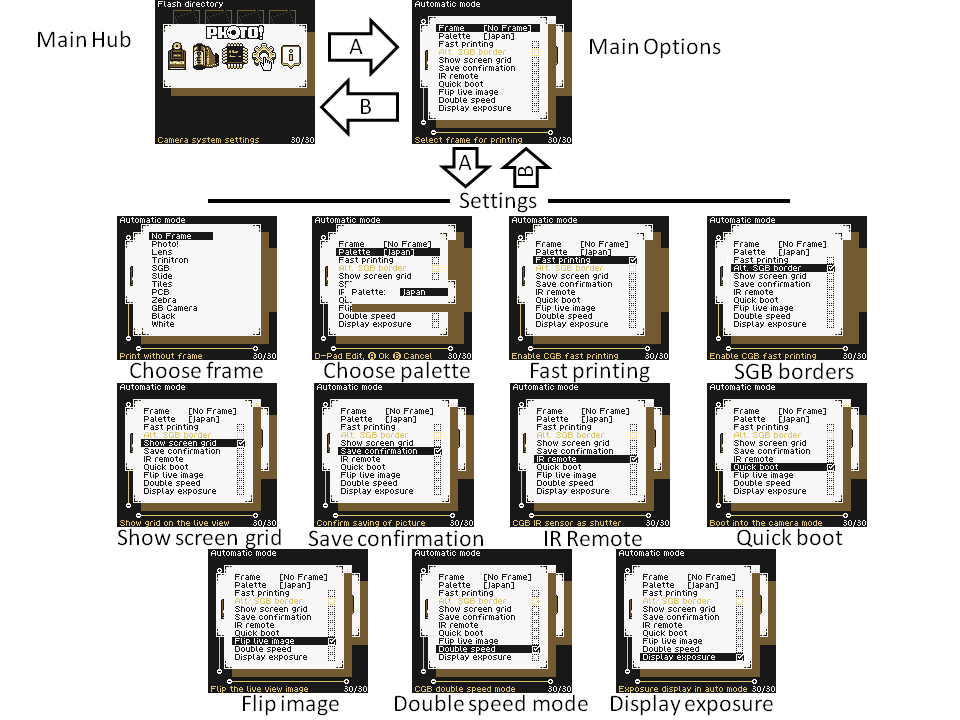 Main Hub
Flash directory
PHOTO!
Camera system settings 30/30
A
B
Automatic mode
Frame [No Frame]
Palette [Japan]
Fast printing
Alt. SGB border
Show screen grid
Save confirmation
IR remote
Quick boot
Flip live image
Double speed
Display exposure
Select frame for printing 30/30
Main Options
A
B
Settings
Automatic mode
No Frame
Photo!
Lens
Trinitron
SGB
Slide
Tiles
PCB
Zebra
GB Camera
Black
White
Print without frame 30/30
Choose frame
Automatic mode
Frame [No Frame]
Palette [Japan]
Fast printing
Alt. SGB border
Show screen grid
Palette: Japan
Double speed
Display exposure
D-Pad Edit, A Ok B Cancel
Choose palette
Automatic mode
Frame [No Frame]
Palette [Japan]
Fast printing
Alt. SGB border
Show screen grid
Save confirmation
IR remote
Quick boot
Flip live image
Double speed
Display exposure
Enable CGB fast printing 30/30
Fast printing
Automatic mode
Frame [No Frame]
Palette [Japan]
Fast printing
Alt. SGB border
Show screen grid
Save confirmation
IR remote
Quick boot
Flip live image
Double speed
Display exposure
Enable CGB fast printing 30/30
SGB borders
Automatic mode
Frame [No Frame]
Palette [Japan]
Fast printing
Alt. SGB border
Show screen grid
Save confirmation
IR remote
Quick boot
Flip live image
Double speed
Display exposure
Show grid on the live view 30/30
Show screen grid
Automatic mode
Frame [No Frame]
Palette [Japan]
Fast printing
Alt. SGB border
Show screen grid
Save confirmation
IR remote
Quick boot
Flip live image
Double speed
Display exposure
Confirm saving of picture 30/30
Save confirmation
Automatic mode
Frame [No Frame]
Palette [Japan]
Fast printing
Alt. SGB border
Show screen grid
Save confirmation
IR remote
Quick boot
Flip live image
Double speed
Display exposure
CGB IR sensor as shutter 30/30
IR Remote
Automatic mode
Frame [No Frame]
Palette [Japan]
Fast printing
Alt. SGB border
Show screen grid
Save confirmation
IR remote
Quick boot
Flip live image
Double speed
Display exposure
Boot into the camera mode 30/30
Quick boot
Automatic mode
Frame [No Frame]
Palette [Japan]
Fast printing
Alt. SGB border
Show screen grid
Save confirmation
IR remote
Quick boot
Flip live image
Double speed
Display exposure
Flip the live view image 30/30
Flip image
Automatic mode
Frame [No Frame]
Palette [Japan]
Fast printing
Alt. SGB border
Show screen grid
Save confirmation
IR remote
Quick boot
Flip live image
Double speed
Display exposure
CGB double speed mode 30/30
Double speed mode
Automatic mode
Frame [No Frame]
Palette [Japan]
Fast printing
Alt. SGB border
Show screen grid
Save confirmation
IR remote
Quick boot
Flip live image
Double speed
Display exposure
Exposure display in auto mode 30/30
Display exposure